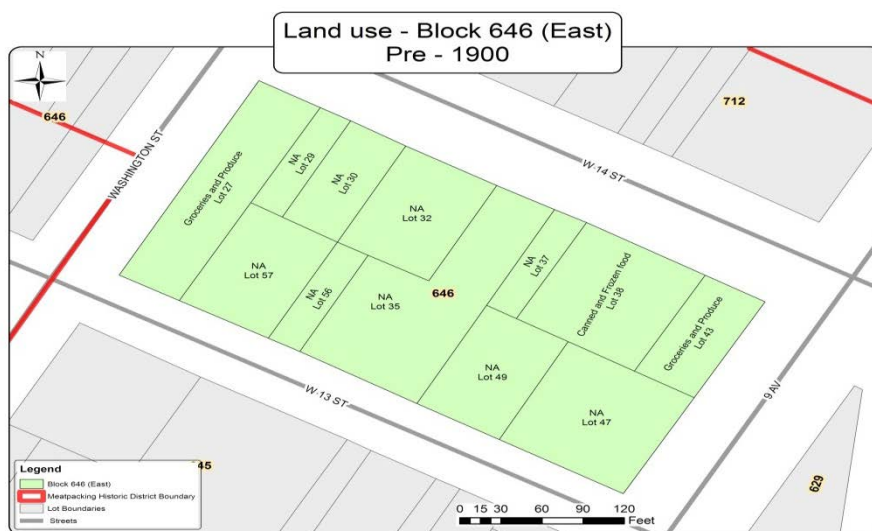 Land use - Block 646 (East)
Pre - 1900
N
646
WASHINGTON ST
712
W 14 ST
Groceries and Produce
Lot 27
NA
Lot 29
NA
Lot 30
NA
Lot 32
NA
Lot 57
NA
Lot 56
NA
Lot 35
646
NA
Lot 37
Canned and Frozen food
Lot 38
Groceries and Produce
Lot 43
NA
Lot 49
NA
Lot 47
W 13 ST
9 AV
629
Legend
Block 646 (East)
Meatpacking Historic District Boundary
Lot Boundaries
Streets
0 15 30 60 90 120
Feet